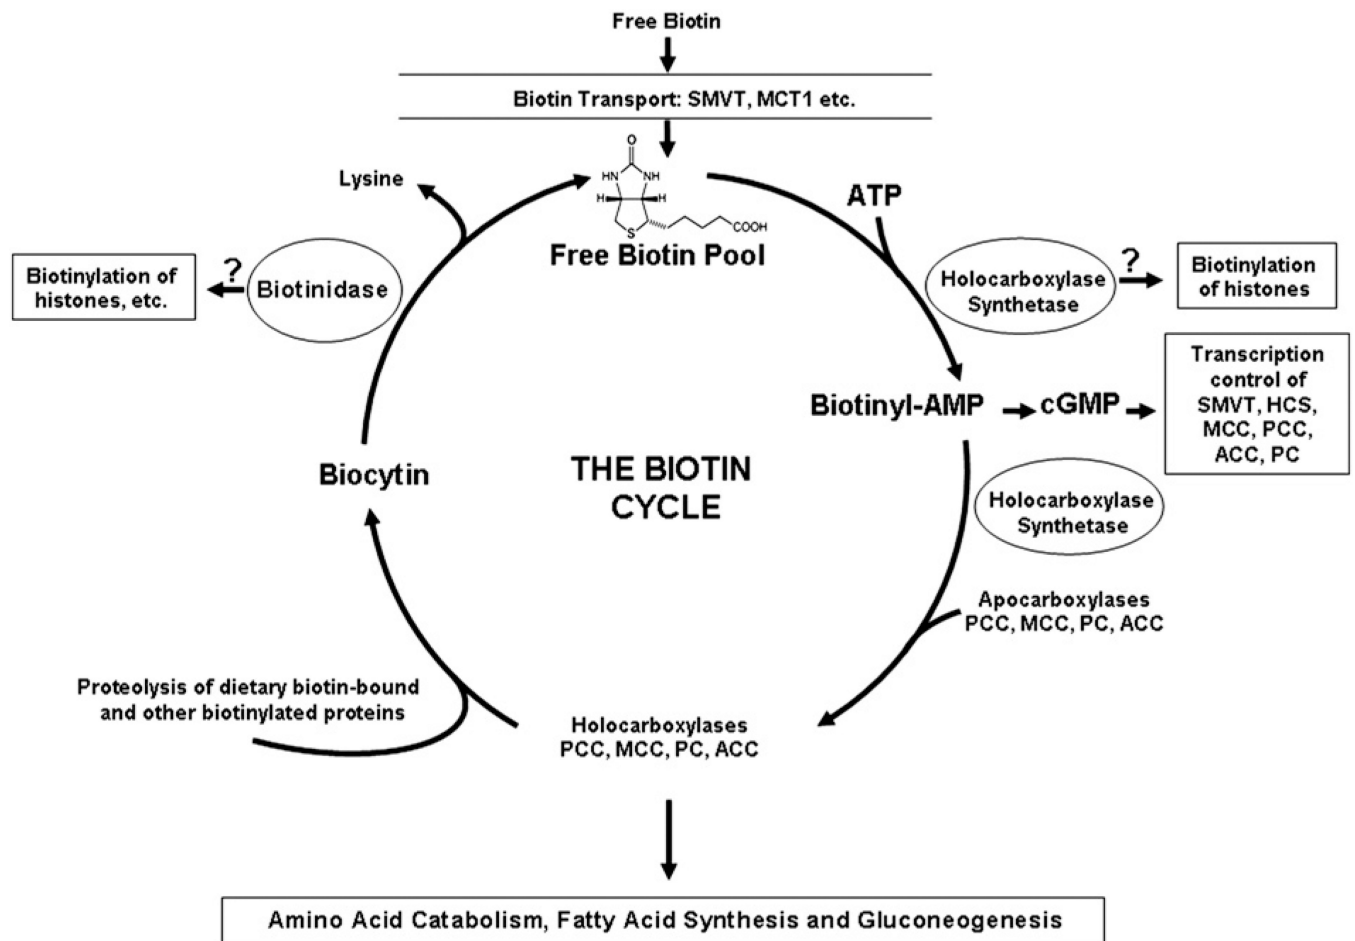 Free Biotin
Biotin Transport: SMVT, MCT1 etc.
O
HN NH
H H
S
COOH
Free Biotin Pool
Lysine
ATP
Biotinylation of
histones, etc.
?
Biotinidase
Holocarboxylase
Synthetase
?
Biotinylation
of histones
Biotinyl-AMP
cGMP
Transcription
control of
SMVT, HCS,
MCC, PCC,
ACC, PC
Biocytin
THE BIOTIN
CYCLE
Holocarboxylase
Synthetase
Apocarboxylases
PCC, MCC, PC, ACC
Proteolysis of dietary biotin-bound
and other biotinylated proteins
Holocarboxylases
PCC, MCC, PC, ACC
Amino Acid Catabolism, Fatty Acid Synthesis and Gluconeogenesis